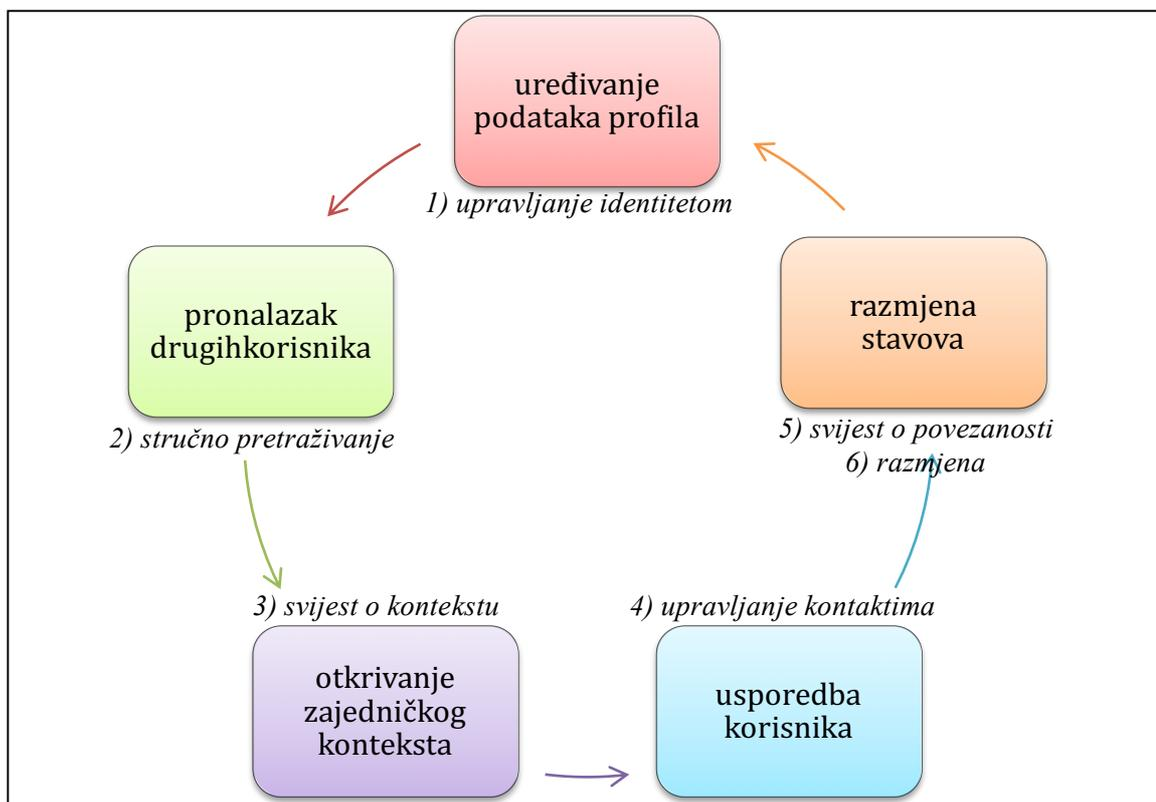 uređivanje
podataka profila
1) upravljanje identitetom
pronalazak
drugihkorisnika
2) stručno pretraživanje
razmjena
stavova
5) svijest o povezanosti
6) razmjena
3) svijest o kontekstu
otkrivanje
zajedničkog
konteksta
4) upravljanje kontaktima
usporedba
korisnika